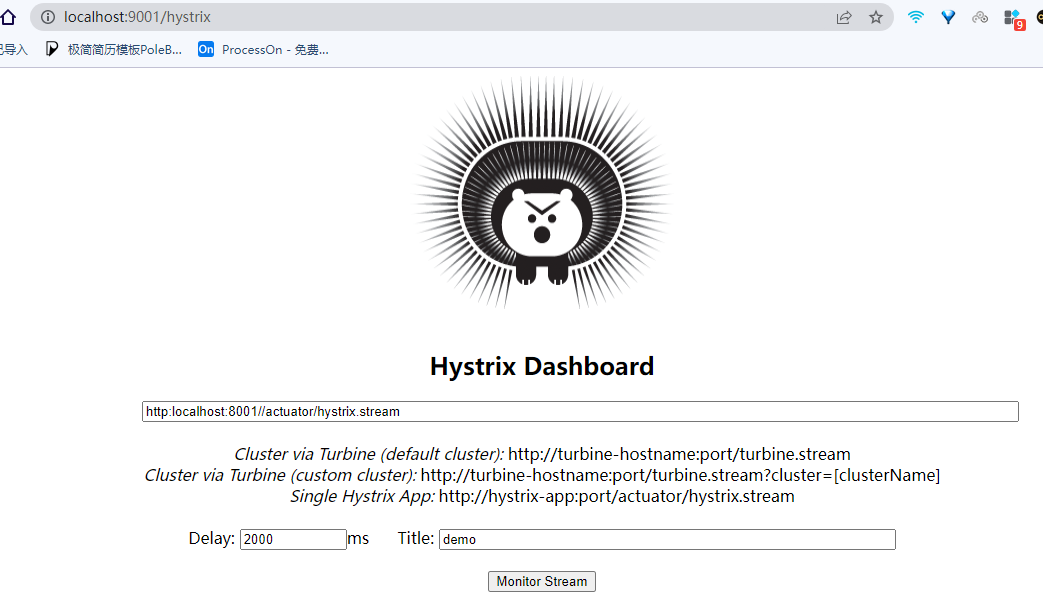 localhost:9001/hystrix
9
导入 极简简历模板PoleB... On ProcessOn - 免费...
Hystrix Dashboard
http:localhost:8001//actuator/hystrix.stream
Cluster via Turbine (default cluster): http://turbine-hostname:port/turbine.stream
Cluster via Turbine (custom cluster): http://turbine-hostname:port/turbine.stream?cluster=[clusterName]
Single Hystrix App: http://hystrix-app:port/actuator/hystrix.stream
Delay: 2000 ms Title: demo
Monitor Stream